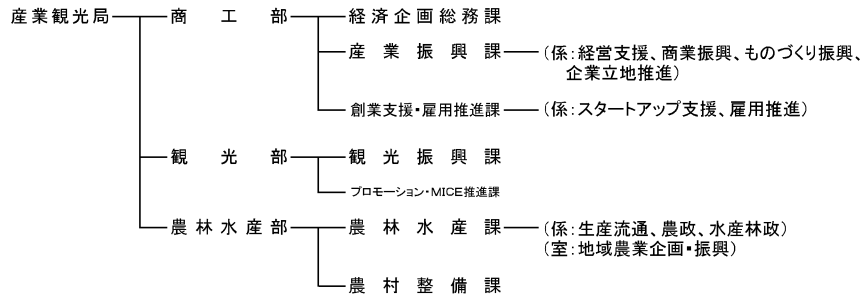 産業観光局 商工部 経済企画総務課
産業振興課 （係：経営支援、商業振興、ものづくり振興、
企業立地推進）
創業支援・雇用推進課 （係：スタートアップ支援、雇用推進）
観光部 観光振興課
プロモーション・MICE推進課
農林水産部 農林水産課 （係：生産流通、農政、水産林政）
（室：地域農業企画・振興）
農村整備課